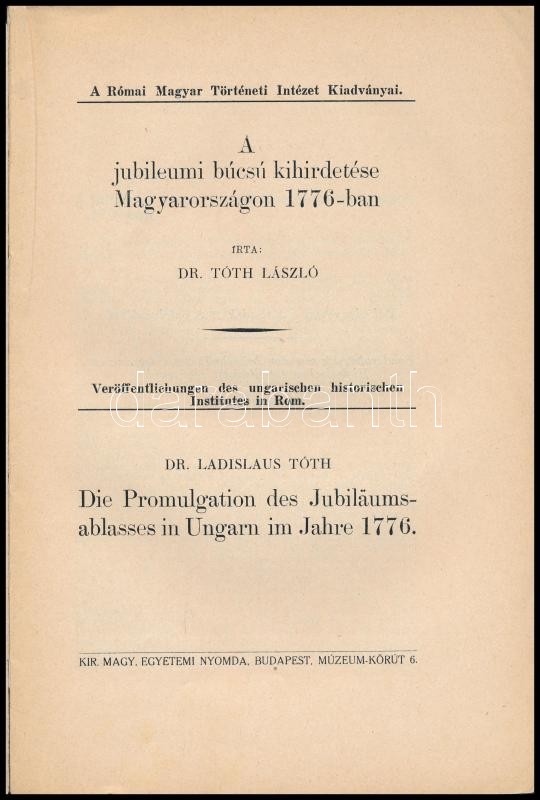 A Római Magyar Történeti Intézet Kiadványai.
A
jubileumi búcsú kihirdetése
Magyarországon 1776-ban
ÍRTA:
DR. TÓTH LÁSZLÓ
Veröffentlichungen des ungarischen historischen
Institutes in Rom.
darabanth
DR. LADISLAUS TÓTH
Die Promulgation des Jubiläums-
ablasses in Ungarn im Jahre 1776.
KIR. MAGY. EGYETEMI NYOMDA, BUDAPEST, MÚZEUM-KÖRÚT 6.